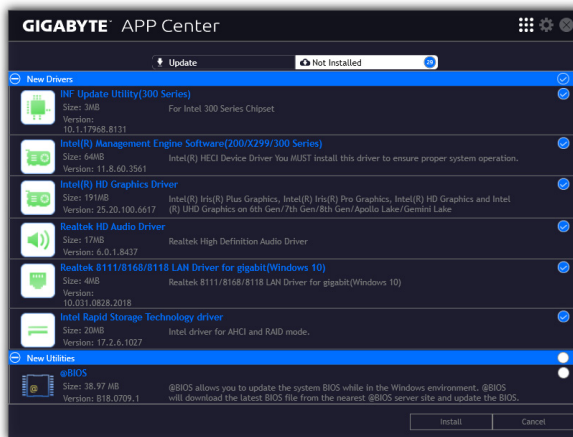 GIGABYTE™ APP Center
Update
Not Installed 29
New Drivers
INF Update Utility(300 Series)
Size: 3MB
For Intel 300 Series Chipset
Version:
10.1.17968.8131
Intel(R) Management Engine Software(200/X299/300 Series)
Size: 64MB
Intel(R) HECI Device Driver You MUST install this driver to ensure proper system operation.
Version: 11.8.60.3561
Intel(R) HD Graphics Driver
Size: 191MB
Intel(R) Iris(R) Plus Graphics, Intel(R) Iris(R) Pro Graphics, Intel(R) HD Graphics and Intel
Version: 25.20.100.6617
(R) UHD Graphics on 6th Gen/7th Gen/8th Gen/Apollo Lake/Gemini Lake
Realtek HD Audio Driver
Size: 17MB
Realtek High Definition Audio Driver
Version: 6.0.1.8437
Realtek 8111/8168/8118 LAN Driver for gigabit(Windows 10)
Size: 4MB
Realtek 8111/8168/8118 LAN Driver for gigabit(Windows 10)
Version:
10.031.0828.2018
Intel Rapid Storage Technology driver
Size: 20MB
Intel driver for AHCI and RAID mode.
Version: 17.2.6.1027
New Utilities
@BIOS
Size: 38.97 MB
@BIOS allows you to update the system BIOS while in the Windows environment. @BIOS
Version: B18.0709.1
will download the latest BIOS file from the nearest @BIOS server site and update the BIOS.
@
Install
Cancel